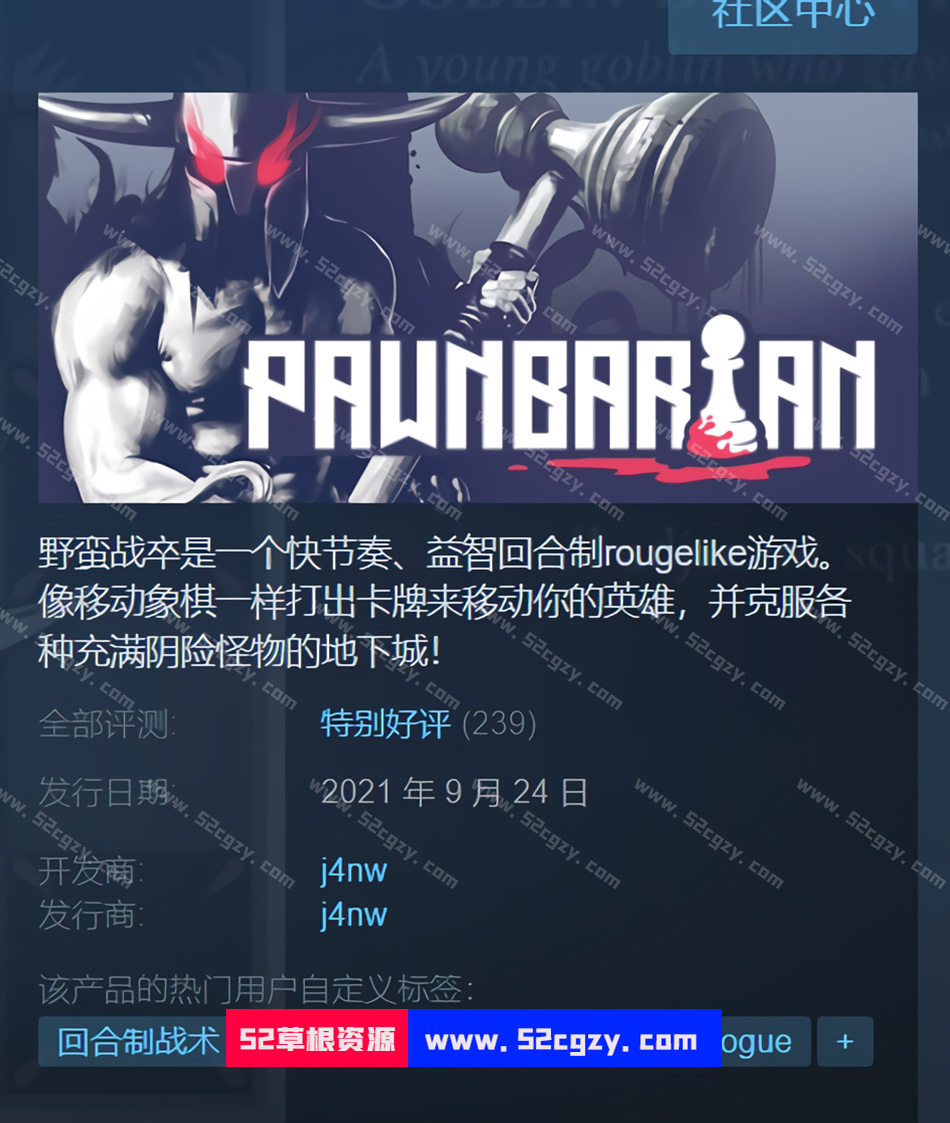 社区中心
A young goblin who gav
PAWNBARIAN
野蛮战卒是一个快节奏、益智回合制rougelike游戏。
像移动象棋一样打出卡牌来移动你的英雄，并克服各
种充满阴险怪物的地下城！
全部评测: 特别好评 (239)
发行日期: 2021 年 9 月 24 日
开发商: j4nw
发行商: j4nw
该产品的热门用户自定义标签：
回合制战术 52草根资源 www.52cgzy.com ogue +